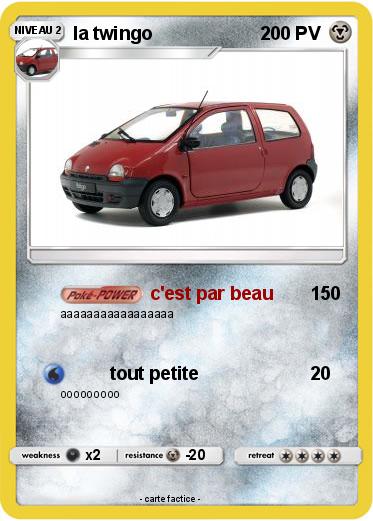 NIVEAU 2 la twingo 200 PV
Poké-POWER c'est par beau 150
aaaaaaaaaaaaaaaaa
tout petite 20
ooooooooo
weakness x2 resistance -20 retreat
- carte factice -